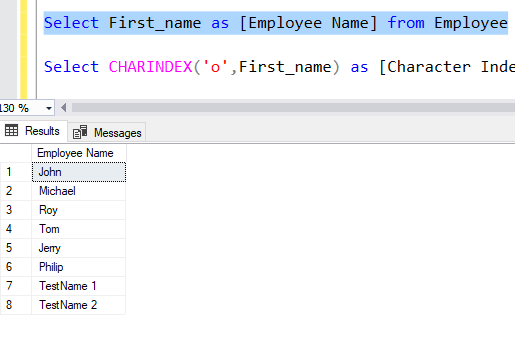 Select First_name as [Employee Name] from Employee
Select CHARINDEX('o',First_name) as [Character Inde
130 %
Results Messages
Employee Name
1 John
2 Michael
3 Roy
4 Tom
5 Jerry
6 Philip
7 TestName 1
8 TestName 2